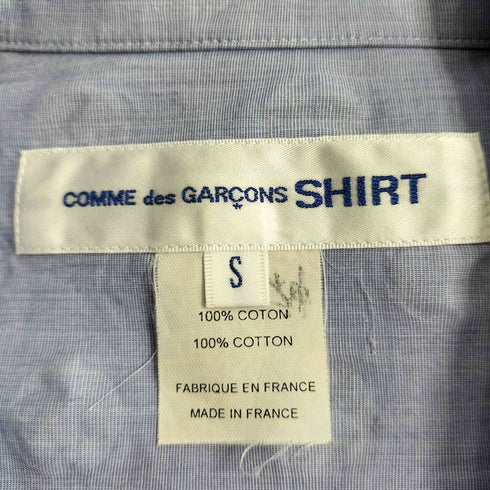 COMME des GARÇONS SHIRT
S
100% COTON
100% COTTON
FABRIQUE EN FRANCE
MADE IN FRANCE